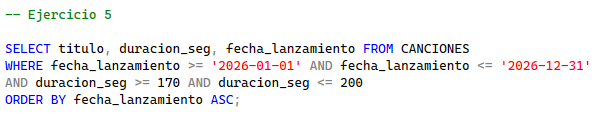 -- Ejercicio 5
SELECT titulo, duracion_seg, fecha_lanzamiento FROM CANCIONES
WHERE fecha_lanzamiento >= '2026-01-01' AND fecha_lanzamiento <= '2026-12-31'
AND duracion_seg >= 170 AND duracion_seg <= 200
ORDER BY fecha_lanzamiento ASC;